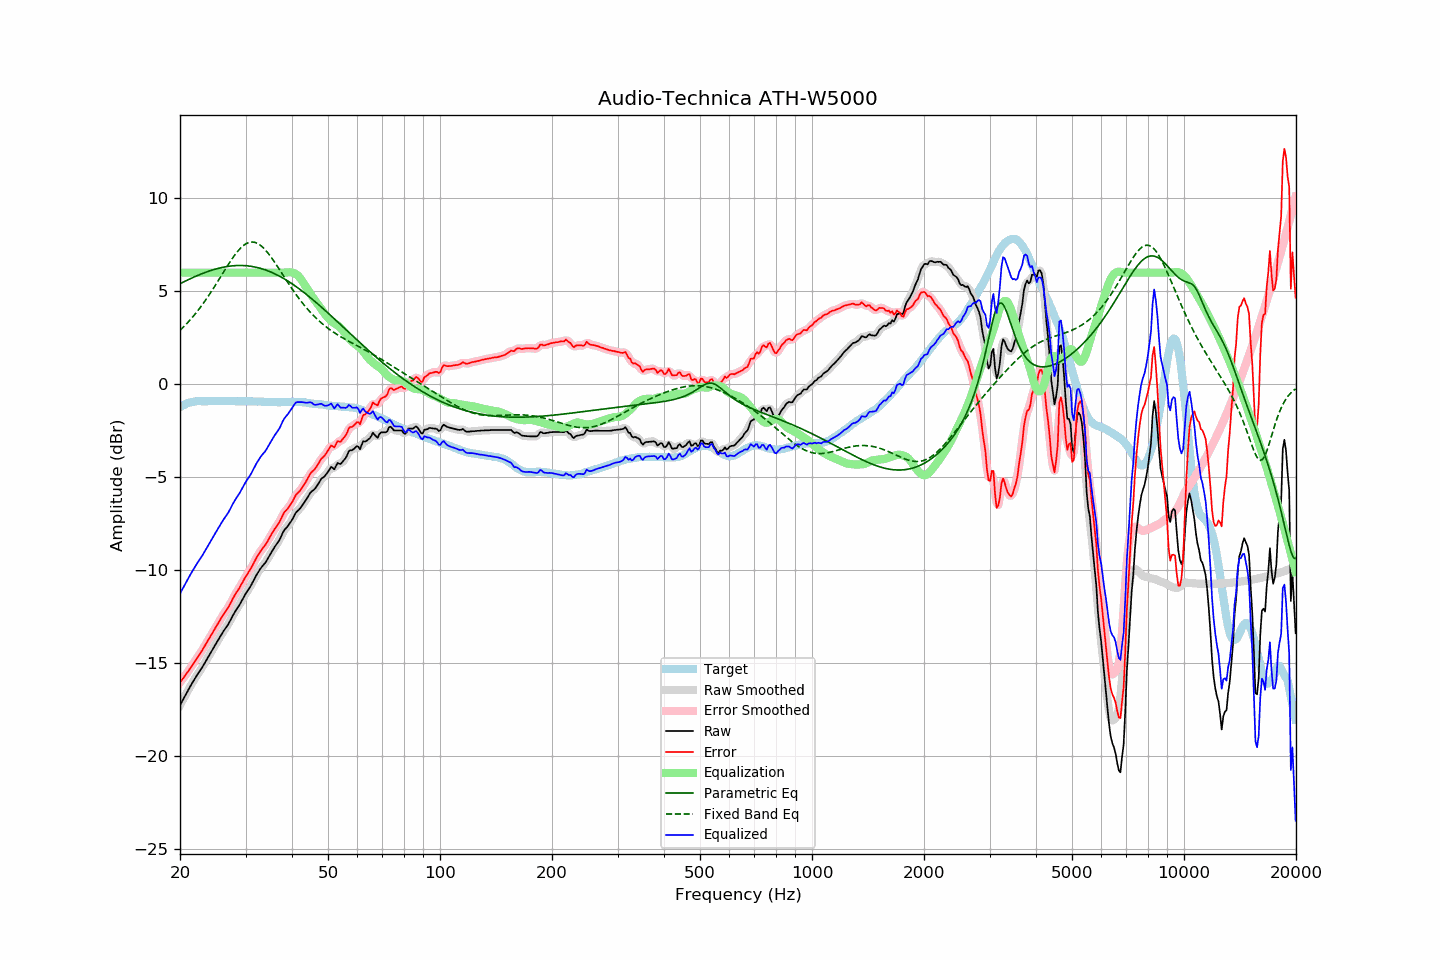 Audio-Technica ATH-W5000
Amplitude (dBr)
10
5
0
−5
−10
−15
−20
−25
Target
Raw Smoothed
Error Smoothed
Raw
Error
Equalization
Parametric Eq
Fixed Band Eq
Equalized
20 50 100 200 500 1000 2000 5000 10000 20000
Frequency (Hz)